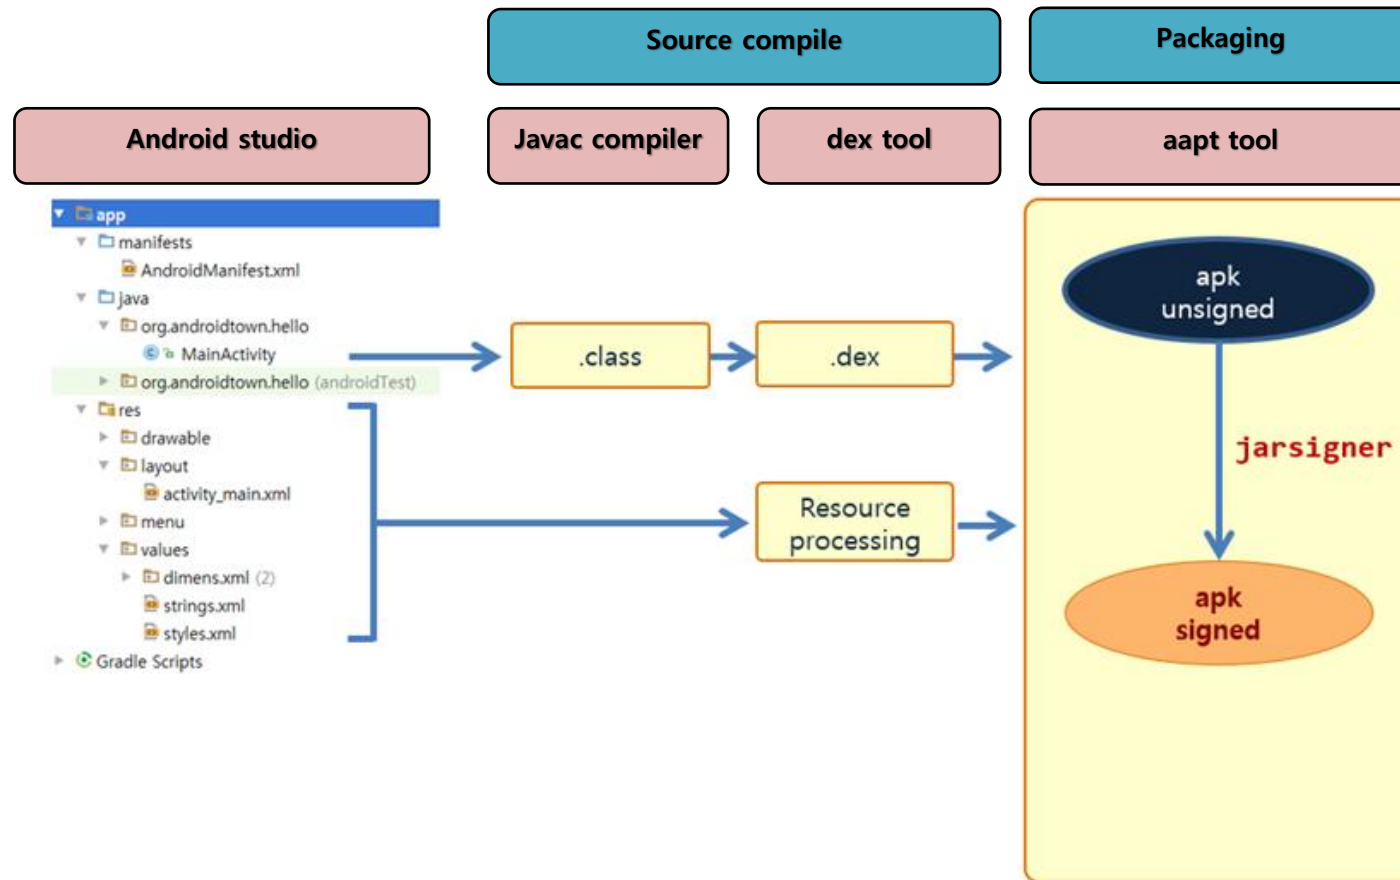 Source compile
Packaging
Android studio
Javac compiler
dex tool
aapt tool
app
manifests
AndroidManifest.xml
java
org.androidtown.hello
MainActivity
org.androidtown.hello (androidTest)
res
drawable
layout
activity_main.xml
menu
values
dimens.xml (2)
strings.xml
styles.xml
Gradle Scripts
.class
.dex
Resource
processing
apk
unsigned
jarsigner
apk
signed